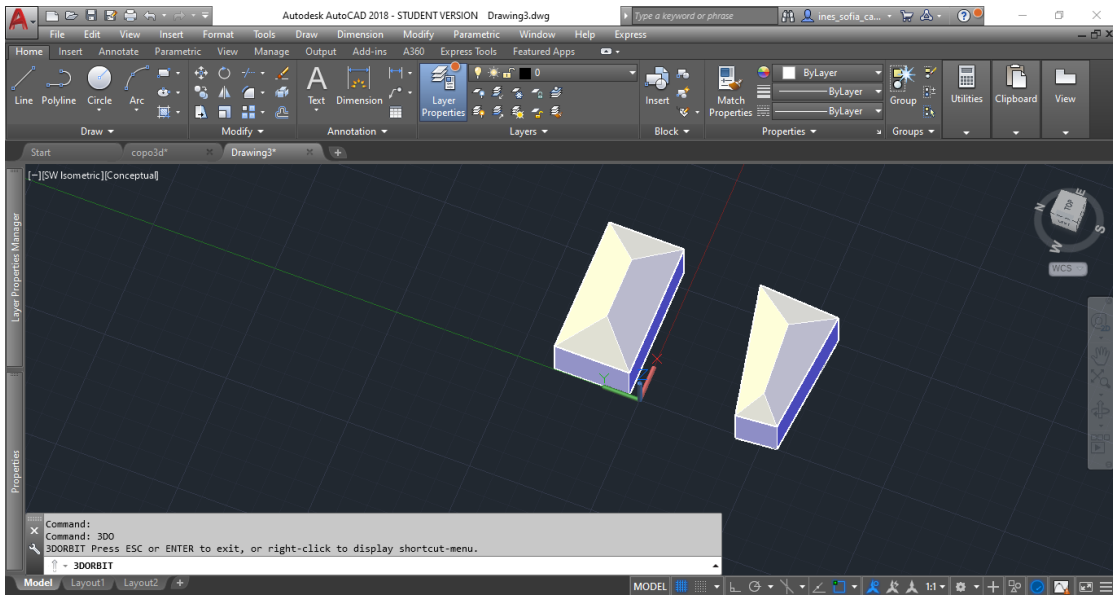 Autodesk AutoCAD 2018 - STUDENT VERSION Drawing3.dwg
Type a keyword or phrase
ines_sofia_ca...
File Edit View Insert Format Tools Draw Dimension Modify Parametric Window Help Express
Home Insert Annotate Parametric View Manage Output Add-ins A360 Express Tools Featured Apps
Line Polyline Circle Arc
Text Dimension
Layer Properties
0
Insert
Match Properties
ByLayer
ByLayer
ByLayer
Group
Utilities
Clipboard
View
Draw Modify Annotation Layers Block Properties Groups
Start copo3d* Drawing3*
[-][SW Isometric][Conceptual]
Layer Properties Manager
Properties
N
E
TOP
S
W
WCS
X
Y
Command:
Command: 3DO
3DORBIT Press ESC or ENTER to exit, or right-click to display shortcut-menu.
- 3DORBIT
Model Layout1 Layout2 +
MODEL
1:1